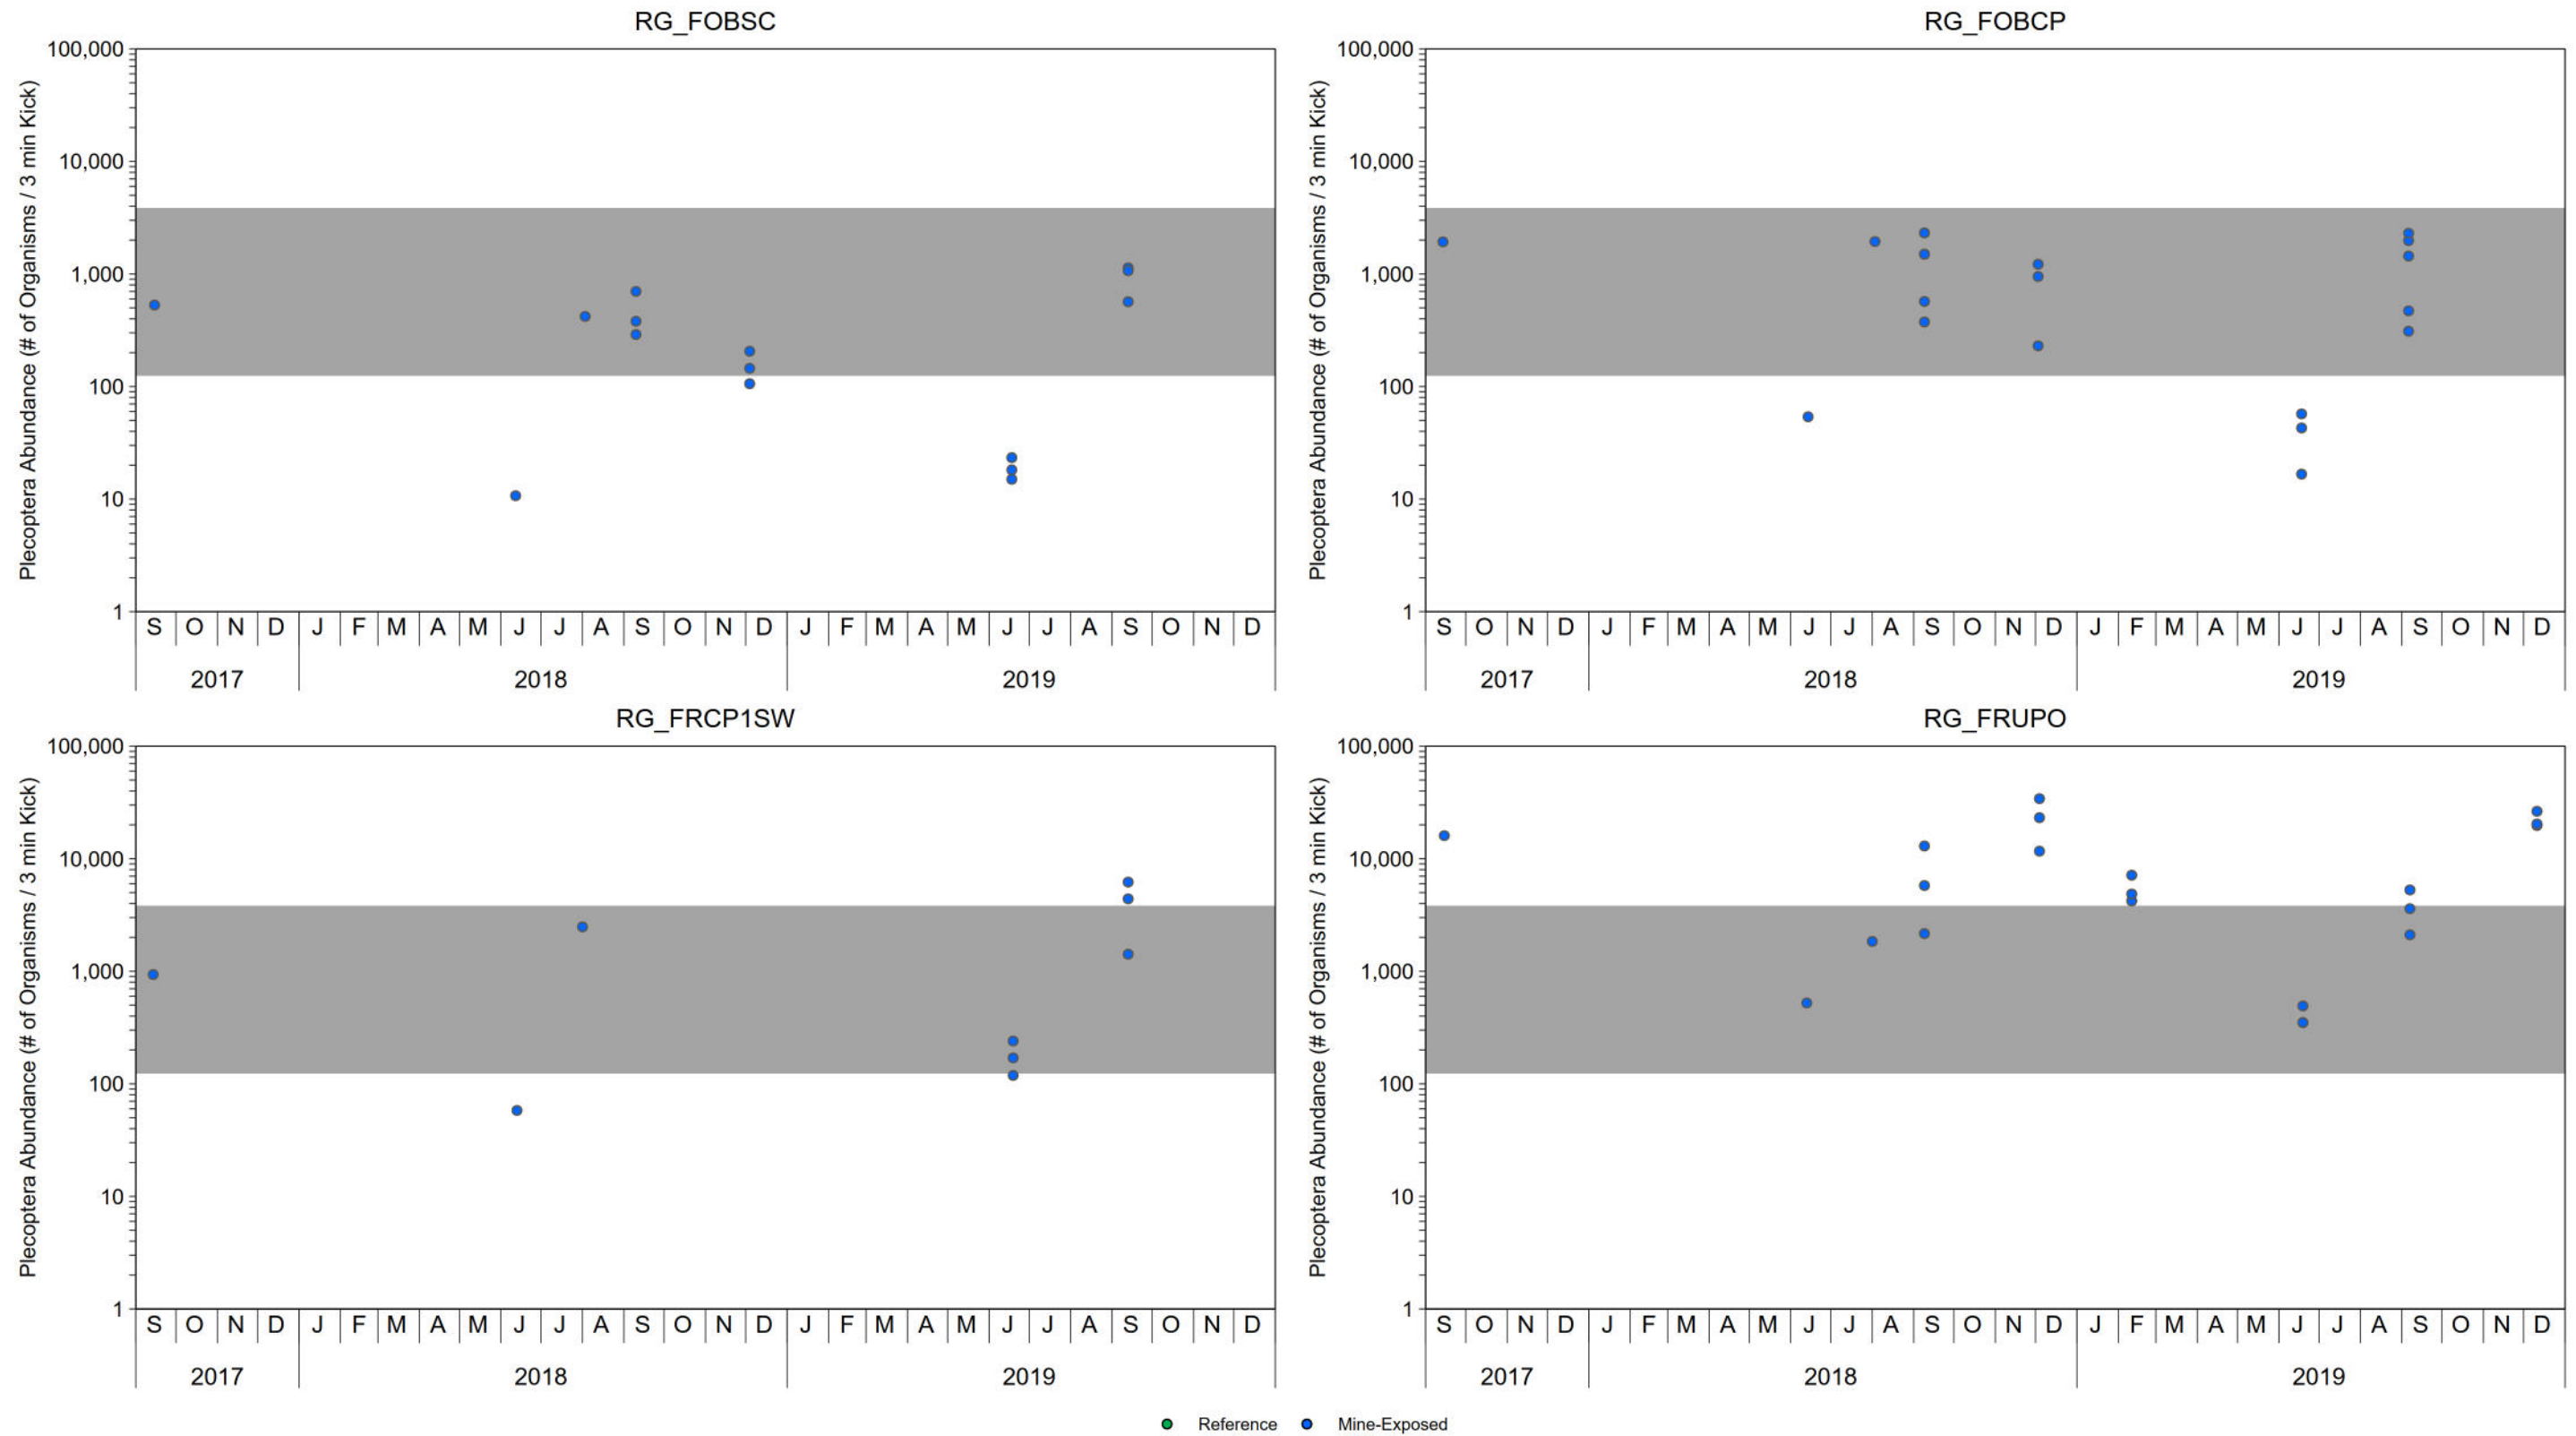 RG_FOBSC
Plecoptera Abundance (# of Organisms / 3 min Kick)
100,000
10,000
1,000
100
10
1
S O N D J F M A M J J A S O N D J F M A M J J A S O N D
2017 2018 2019
RG_FOBCP
Plecoptera Abundance (# of Organisms / 3 min Kick)
100,000
10,000
1,000
100
10
1
S O N D J F M A M J J A S O N D J F M A M J J A S O N D
2017 2018 2019
RG_FRCP1SW
Plecoptera Abundance (# of Organisms / 3 min Kick)
100,000
10,000
1,000
100
10
1
S O N D J F M A M J J A S O N D J F M A M J J A S O N D
2017 2018 2019
RG_FRUPO
Plecoptera Abundance (# of Organisms / 3 min Kick)
100,000
10,000
1,000
100
10
1
S O N D J F M A M J J A S O N D J F M A M J J A S O N D
2017 2018 2019
Reference Mine-Exposed